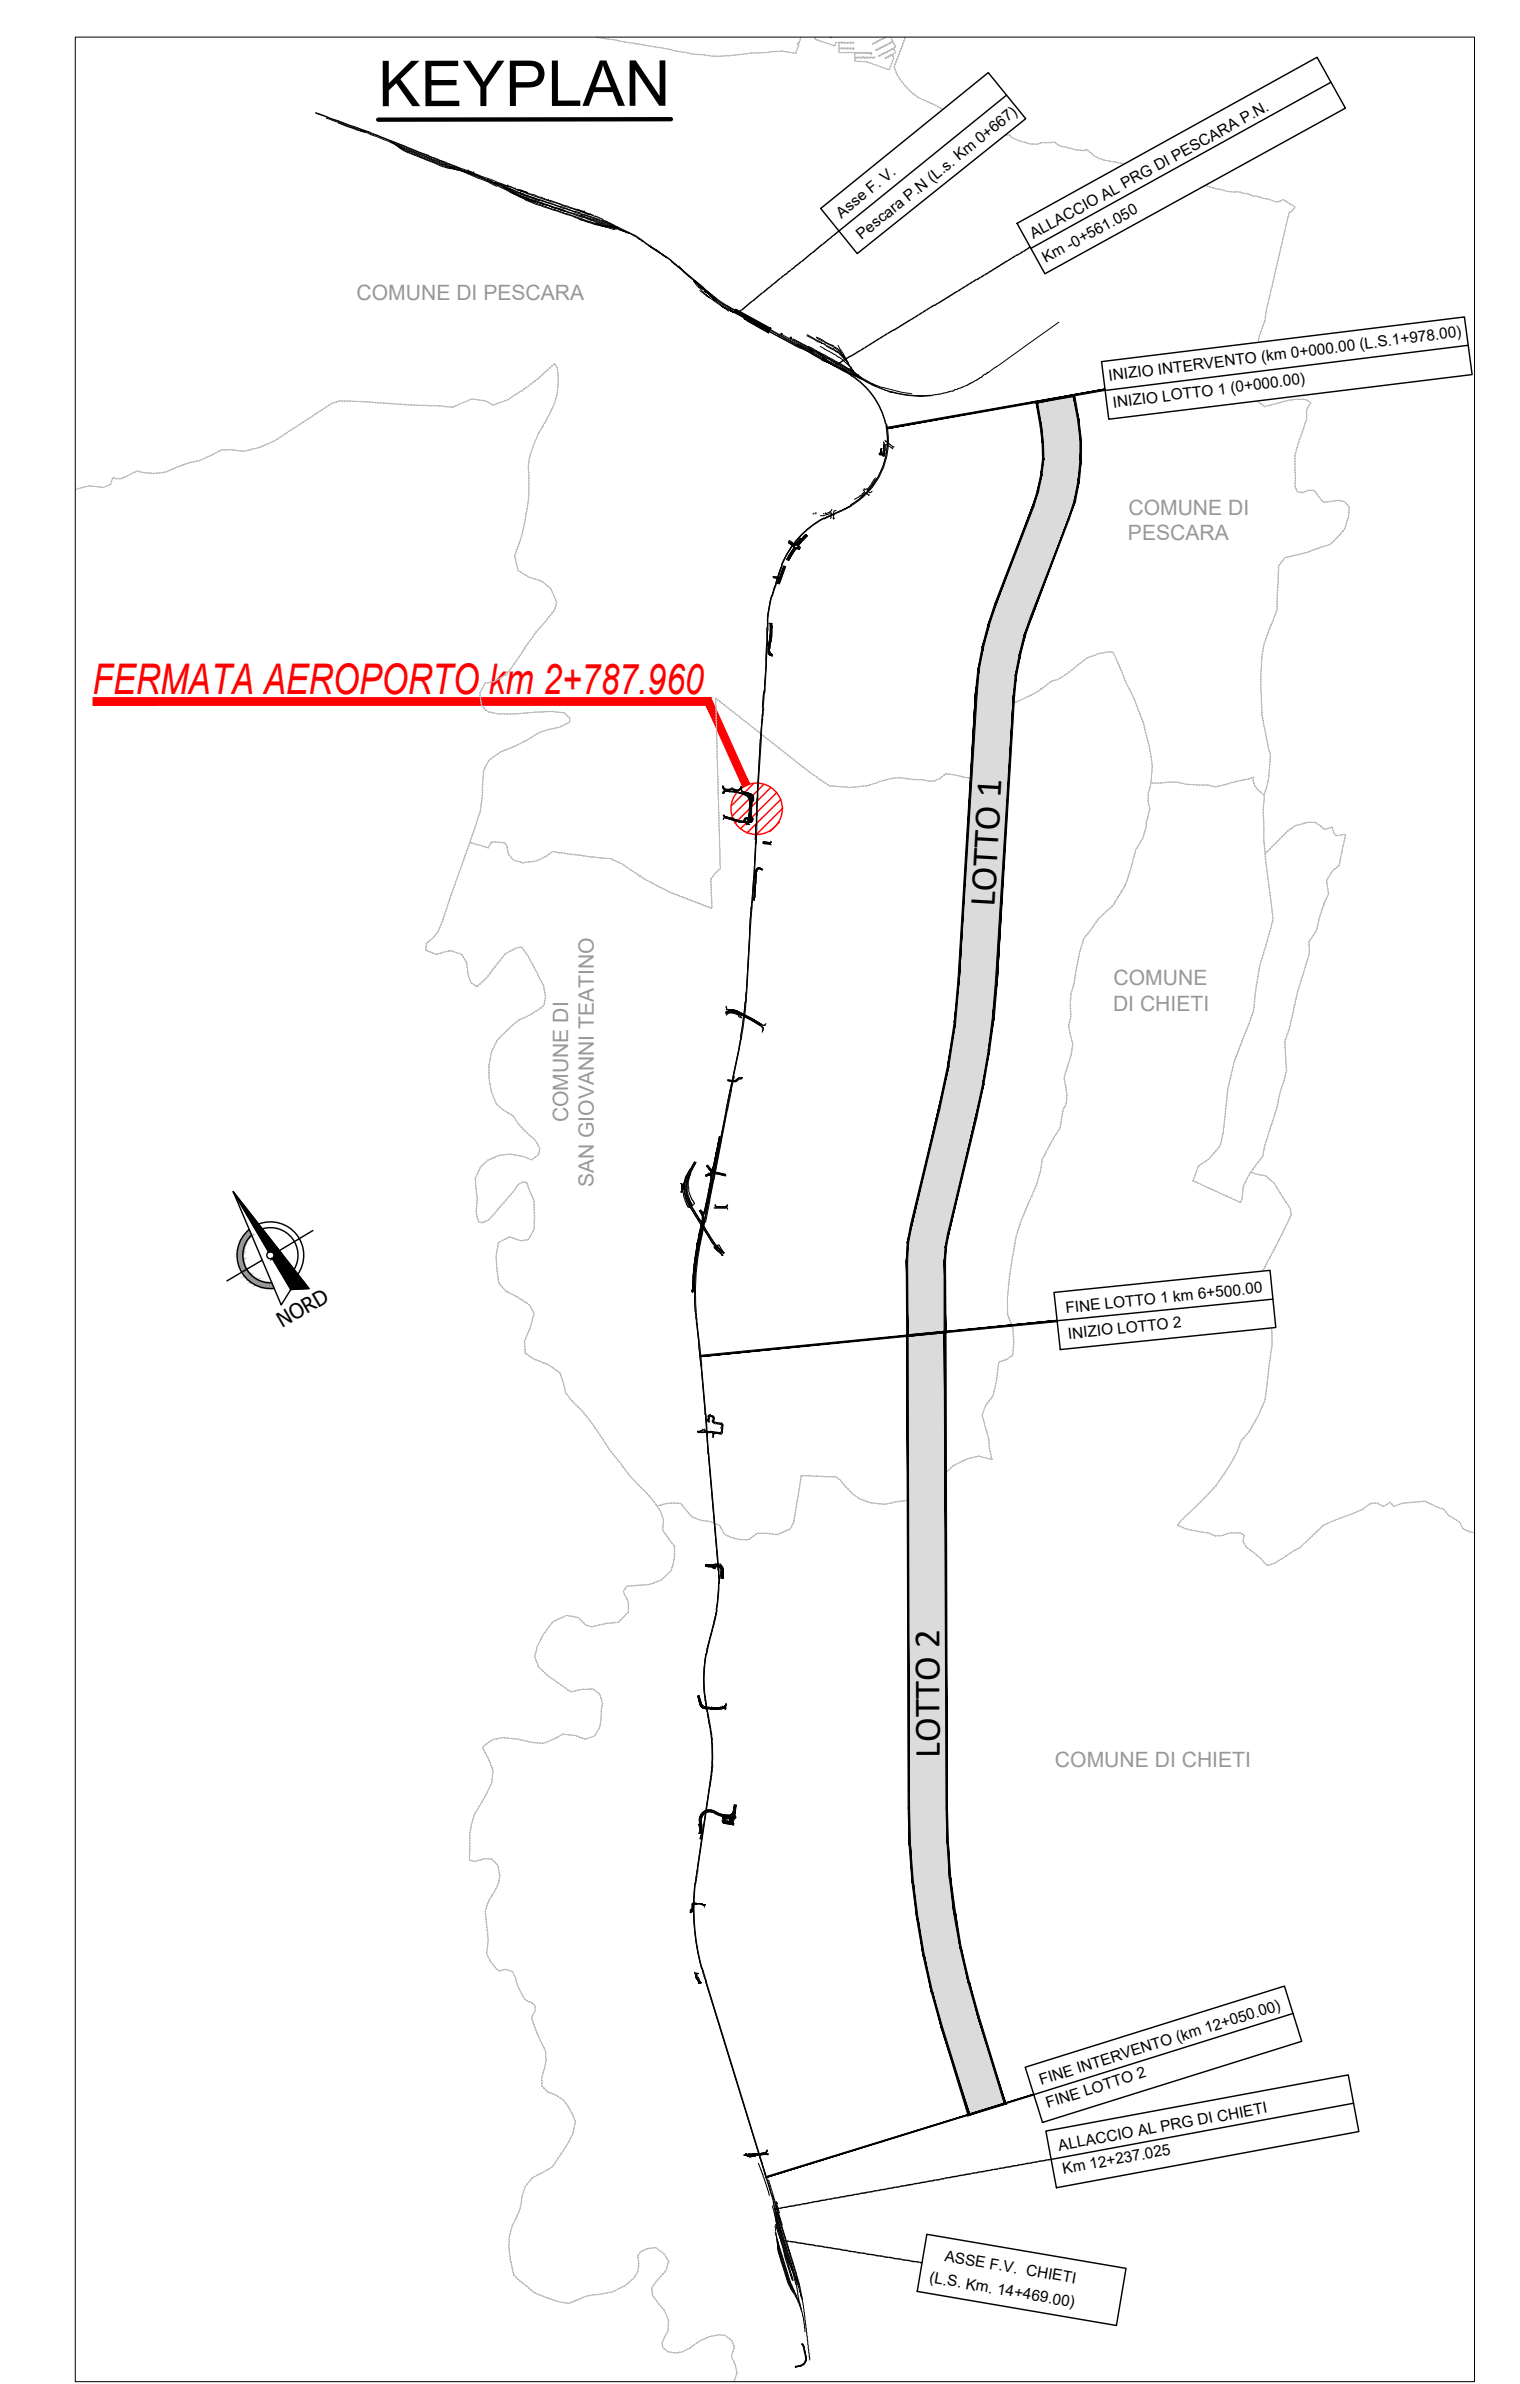 KEYPLAN
Asse F. V.
Pescara P.N (L.s. Km 0+667)
ALLACCIO AL PRG DI PESCARA P.N.
Km -0+561.050
COMUNE DI PESCARA
INIZIO INTERVENTO (km 0+000.00 (L.S.1+978.00)
INIZIO LOTTO 1 (0+000.00)
COMUNE DI
PESCARA
FERMATA AEROPORTO km 2+787.960
LOTTO 1
COMUNE DI
SAN GIOVANNI TEATINO
COMUNE
DI CHIETI
NORD
FINE LOTTO 1 km 6+500.00
INIZIO LOTTO 2
LOTTO 2
COMUNE DI CHIETI
FINE INTERVENTO (km 12+050.00)
FINE LOTTO 2
ALLACCIO AL PRG DI CHIETI
Km 12+237.025
ASSE F.V. CHIETI
(L.S. Km. 14+469.00)